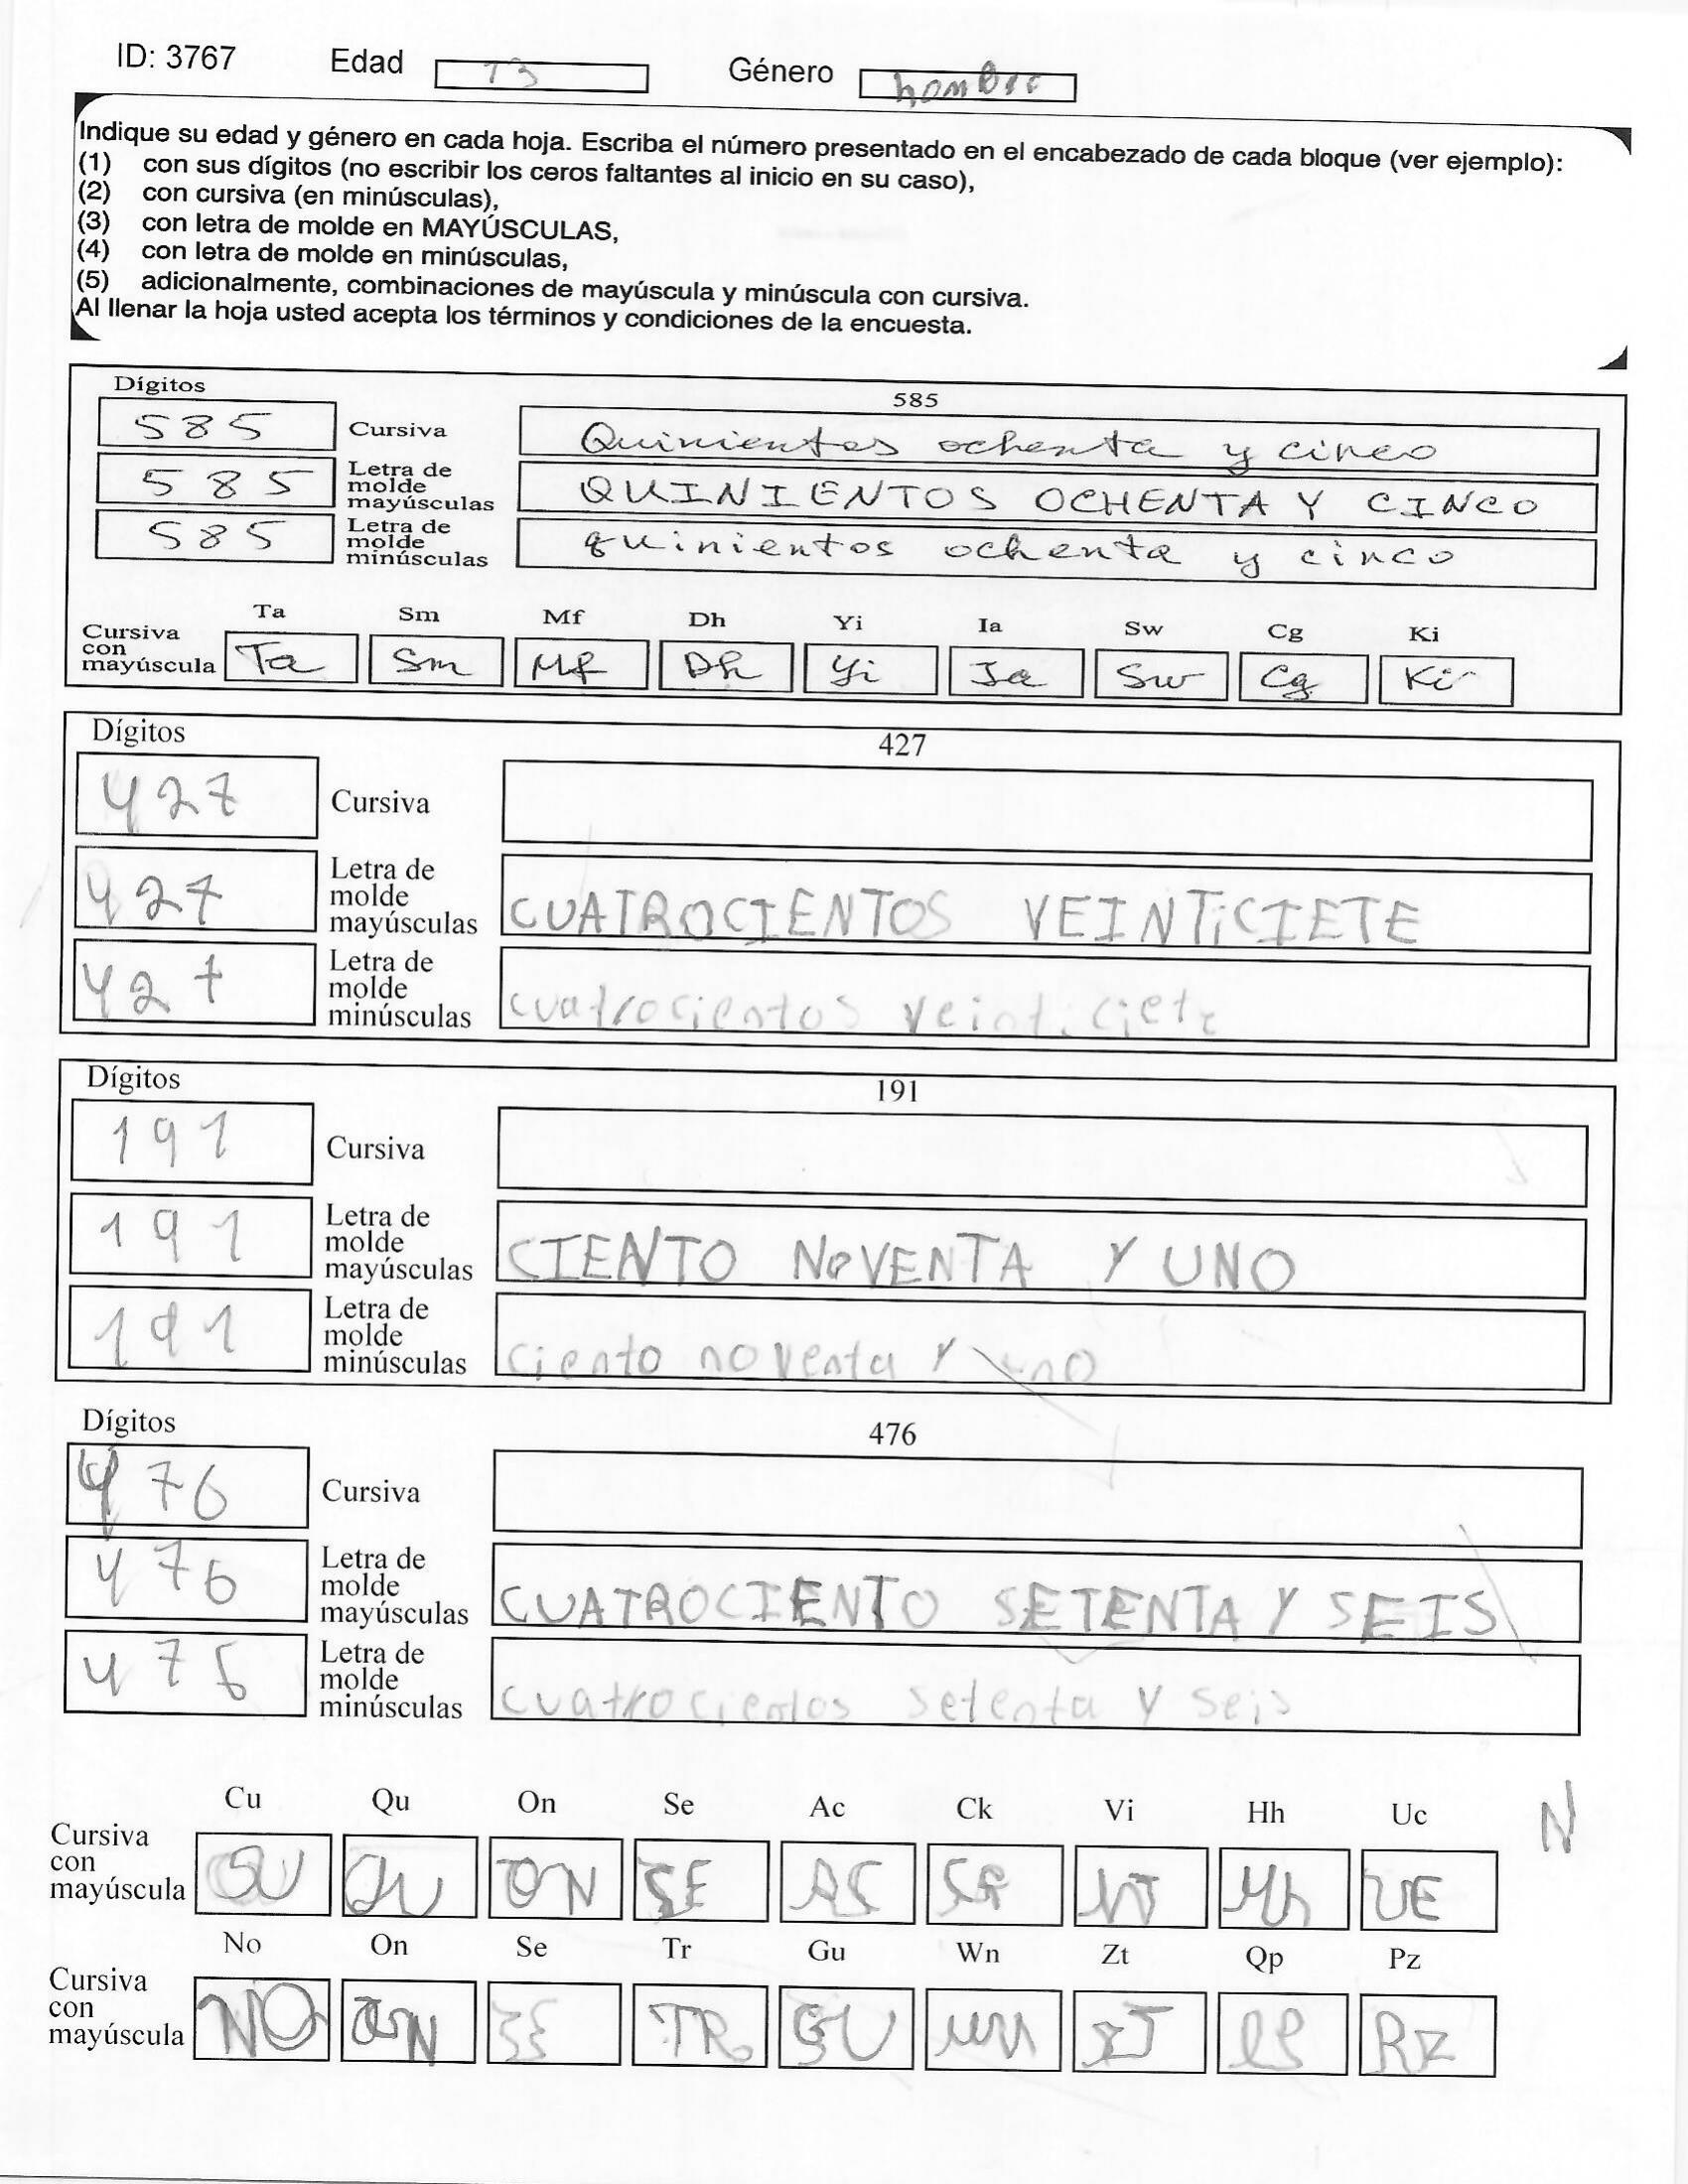 ID: 3767 Edad 13 Género hombre
Indique su edad y género en cada hoja. Escriba el número presentado en el encabezado de cada bloque (ver ejemplo):
(1) con sus dígitos (no escribir los ceros faltantes al inicio en su caso),
(2) con cursiva (en minúsculas),
(3) con letra de molde en MAYÚSCULAS,
(4) con letra de molde en minúsculas,
(5) adicionalmente, combinaciones de mayúscula y minúscula con cursiva.
Al llenar la hoja usted acepta los términos y condiciones de la encuesta.
Dígitos 585
585 Cursiva Quinientos ochenta y cinco
585 Letra de molde mayúsculas QUINIENTOS OCHENTA Y CINCO
585 Letra de molde minúsculas quinientos ochenta y cinco
Ta Sm Mf Dh Yi Ia Sw Cg Ki
Cursiva con mayúscula Ta Sm Mf Dh Yi Ia Sw Cg Ki
Dígitos 427
427 Cursiva
427 Letra de molde mayúsculas CUATROCIENTOS VEINTiCIETE
427 Letra de molde minúsculas cuatrocientos veinticiete
Dígitos 191
191 Cursiva
191 Letra de molde mayúsculas CIENTO NoVENTA Y UNO
191 Letra de molde minúsculas ciento noventa y uno
Dígitos 476
476 Cursiva
476 Letra de molde mayúsculas CUATROCIENTO SETENTA Y SEIS
476 Letra de molde minúsculas cuatrocientos setenta y seis
Cu Qu On Se Ac Ck Vi Hh Uc N
Cursiva con mayúscula SU QU ON SE AS VI Hh UE
No On Se Tr Gu Wn Zt Qp Pz
Cursiva con mayúscula NO ON SE TR GU wn ZT RZ